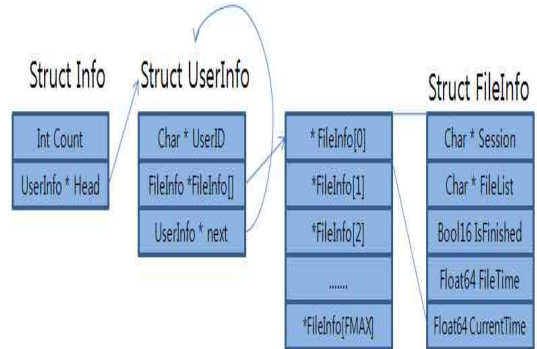 Struct Info
Int Count
UserInfo * Head
Struct UserInfo
Char * UserID
FileInfo *FileInfo[]
UserInfo * next
* FileInfo[0]
*FileInfo[1]
*FileInfo[2]
.......
*FileInfo[FMAX]
Struct FileInfo
Char * Session
Char * FileList
Bool16 IsFinished
Float64 FileTime
Float64 CurrentTime